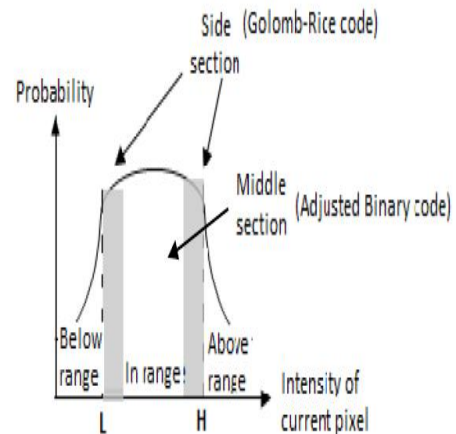 Side (Golomb-Rice code)
section
Probability
Middle
section (Adjusted Binary code)
Below
range
In range
Above
range
Intensity of
current pixel
L
H